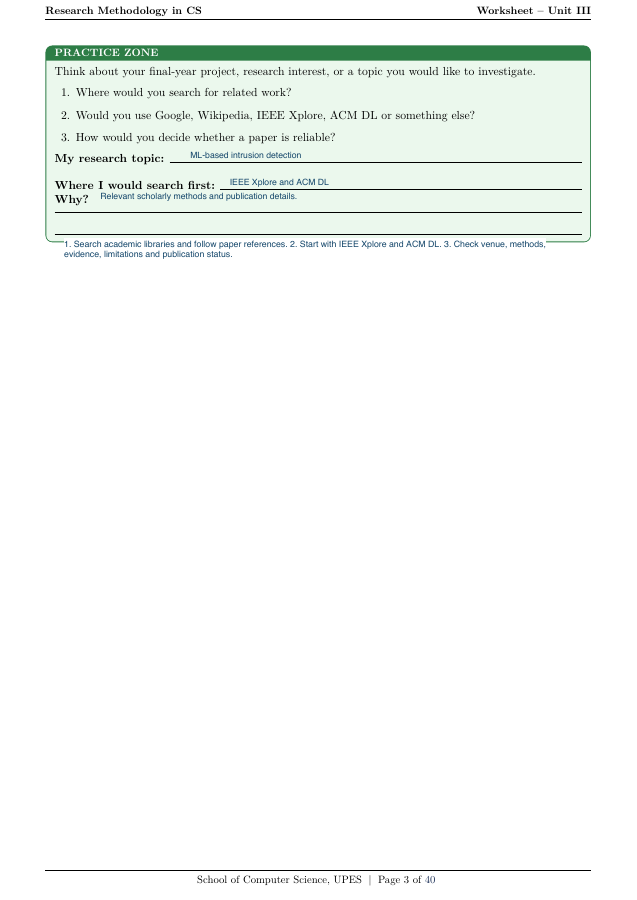 Research Methodology in CS Worksheet – Unit III
PRACTICE ZONE
Think about your final-year project, research interest, or a topic you would like to investigate.
1. Where would you search for related work?
2. Would you use Google, Wikipedia, IEEE Xplore, ACM DL or something else?
3. How would you decide whether a paper is reliable?
My research topic: ML-based intrusion detection
Where I would search first: IEEE Xplore and ACM DL
Why? Relevant scholarly methods and publication details.
1. Search academic libraries and follow paper references. 2. Start with IEEE Xplore and ACM DL. 3. Check venue, methods,
evidence, limitations and publication status.
School of Computer Science, UPES | Page 3 of 40